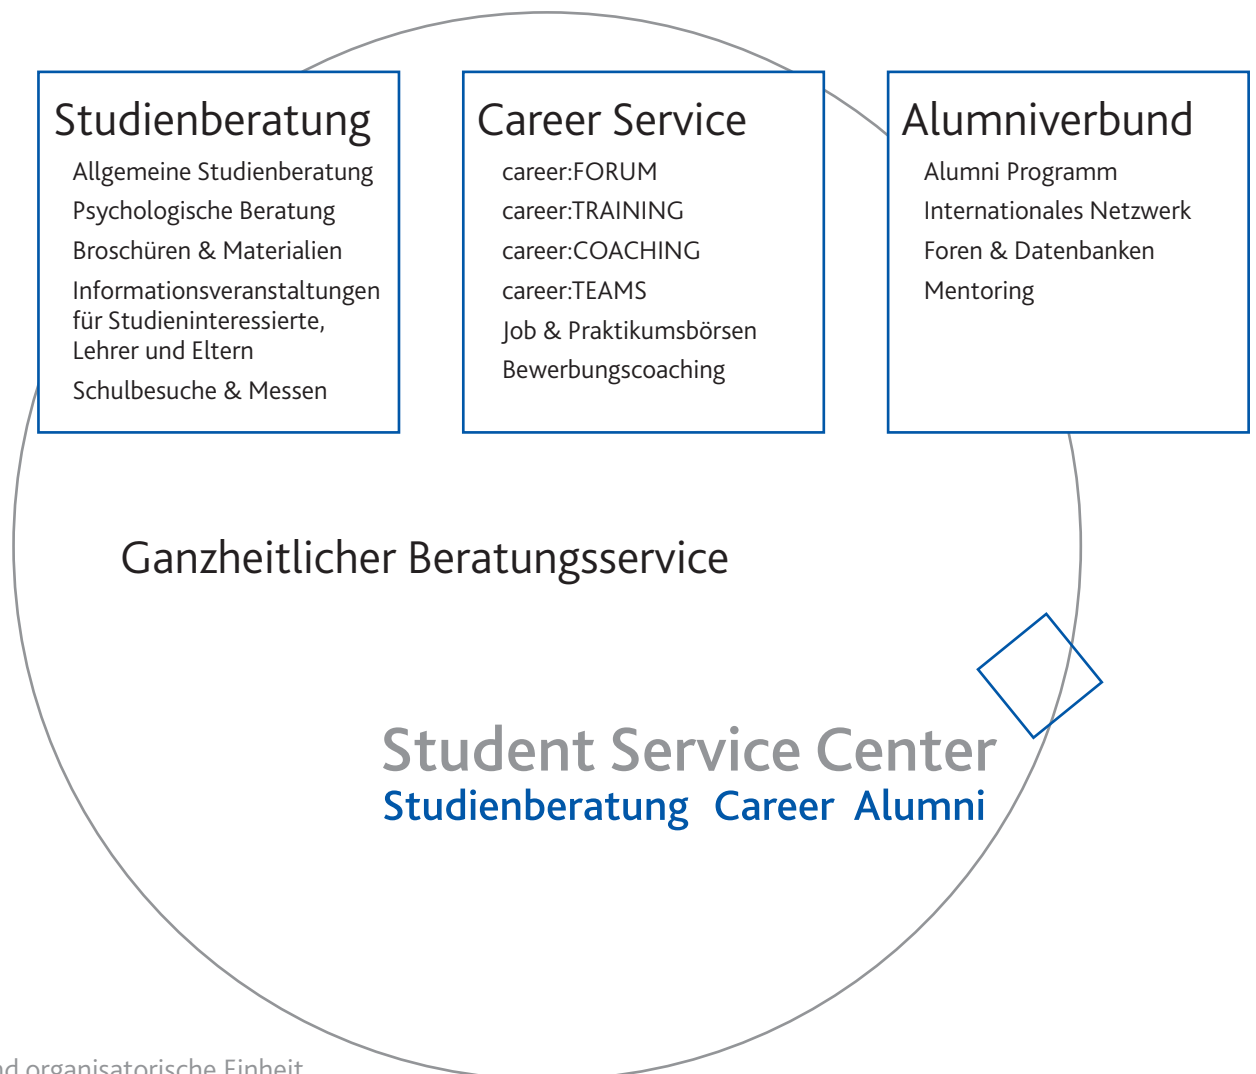 Studienberatung
Allgemeine Studienberatung
Psychologische Beratung
Broschüren & Materialien
Informationsveranstaltungen
für Studieninteressierte,
Lehrer und Eltern
Schulbesuche & Messen
Career Service
career:FORUM
career:TRAINING
career:COACHING
career:TEAMS
Job & Praktikumsbörsen
Bewerbungscoaching
Alumniverbund
Alumni Programm
Internationales Netzwerk
Foren & Datenbanken
Mentoring
Ganzheitlicher Beratungsservice
Student Service Center
Studienberatung Career Alumni
organisatorische Einheit